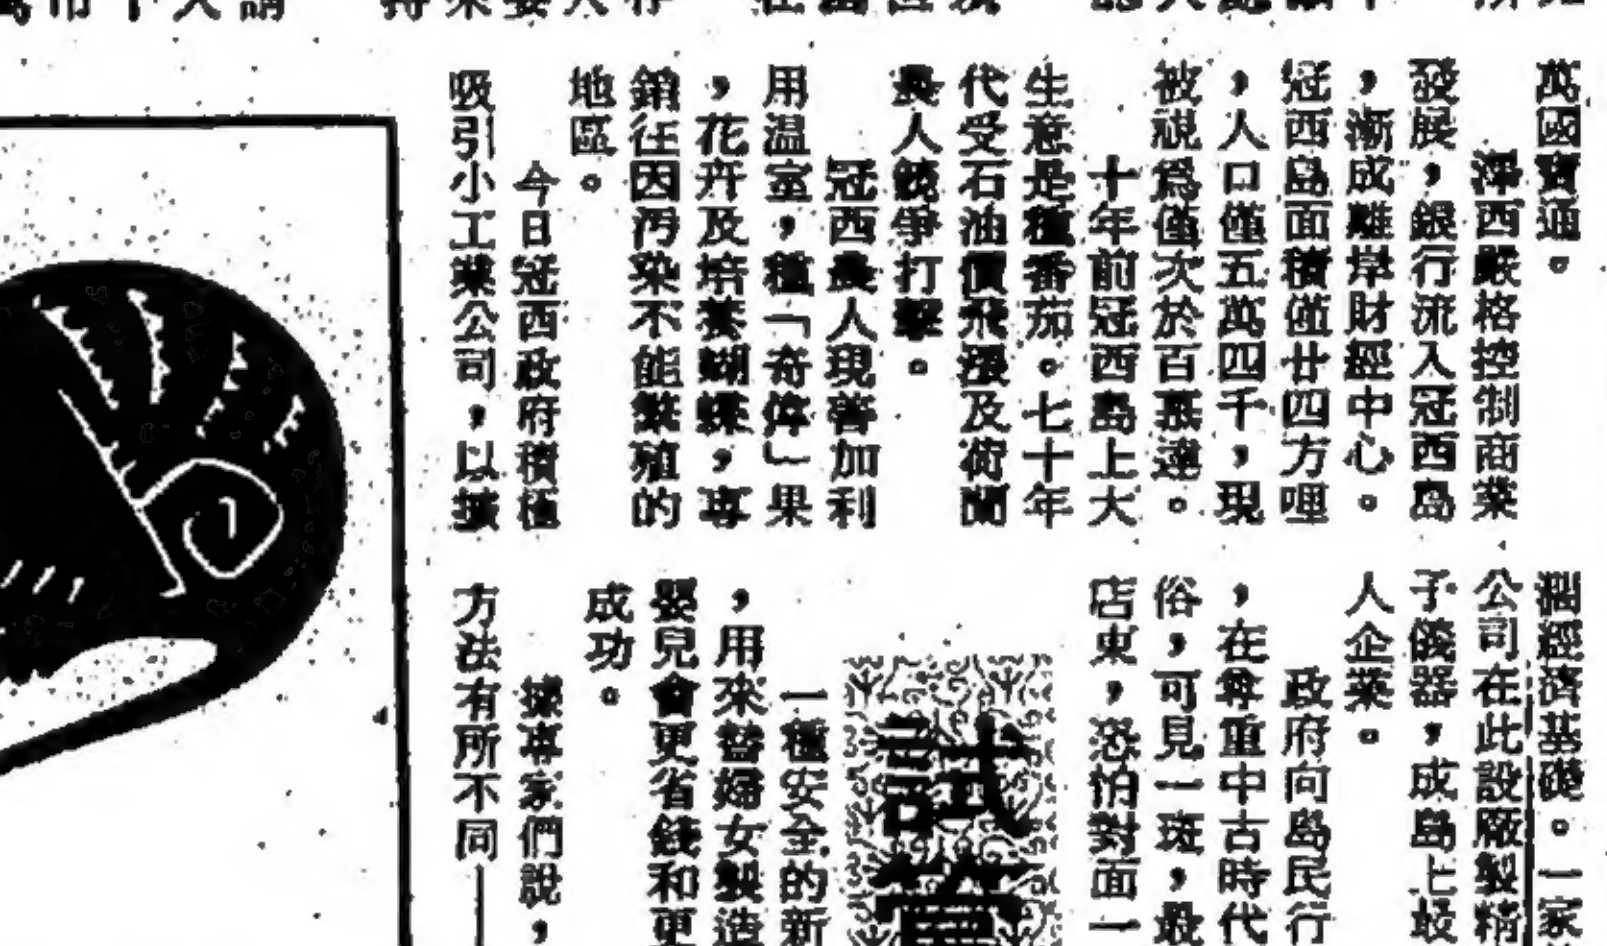 萬國寶通。
澤西嚴格控制商業
發展，銀行流入冠西島
，漸成離岸財經中心。
冠西島面積僅廿四方哩
，人口僅五萬四千，現
被視爲僅次於百慕達。
十年前冠西島上大
生意是種番茄。七十年
代受石油價飛漲及荷蘭
農人競爭打擊。
冠西農人現善加利
用温室，種「奇偉」果
，花卉及培養蝴蝶，專
銷往因污染不能繁殖的
地區。
今日冠西政府積極
吸引小工業公司，以擴
濶經濟基礎。一家
公司在此設廠製精
子儀器，成島上最
人企業。
政府向島民行
，在尊重中古時代
俗，可見一斑，最
店東，恐怕對面一
試管
一種安全的新
，用來替婦女製造
嬰兒會更省錢和更
成功。
據專家們說，
方法有所不同—